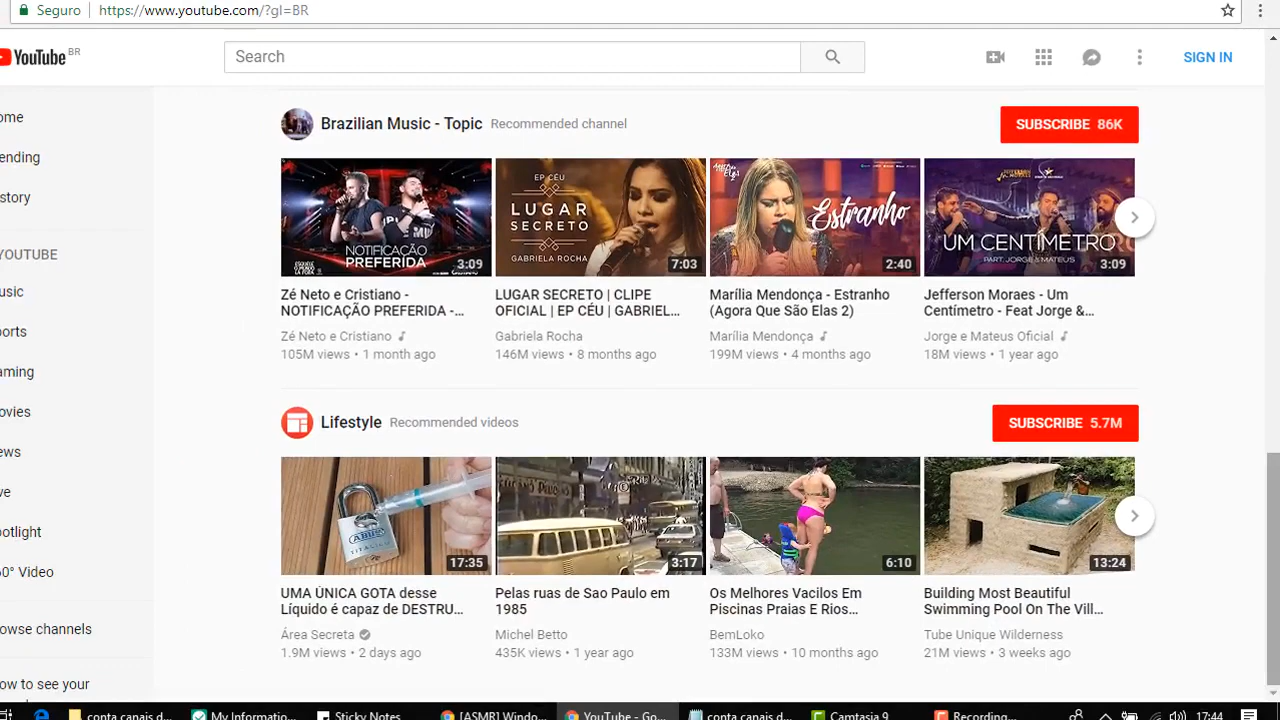 Seguro https://www.youtube.com/?gl=BR
YouTube BR
Search
SIGN IN
ome
ending
story
YOUTUBE
usic
orts
aming
ovies
ews
ve
potlight
0° Video
owse channels
ow to see your
Brazilian Music - Topic Recommended channel
SUBSCRIBE 86K
NOTIFICAÇÃO
PREFERIDA
3:09
EP CÉU
LUGAR
SECRETO
GABRIELA ROCHA
7:03
Estranho
2:40
UM CENTÍMETRO
PART. JORGE & MATEUS
3:09
Zé Neto e Cristiano -
NOTIFICAÇÃO PREFERIDA -...
Zé Neto e Cristiano
105M views • 1 month ago
LUGAR SECRETO | CLIPE
OFICIAL | EP CÉU | GABRIEL...
Gabriela Rocha
146M views • 8 months ago
Marília Mendonça - Estranho
(Agora Que São Elas 2)
Marília Mendonça
199M views • 4 months ago
Jefferson Moraes - Um
Centímetro - Feat Jorge &...
Jorge e Mateus Oficial
18M views • 1 year ago
Lifestyle Recommended videos
SUBSCRIBE 5.7M
ABUS
TITALIUM
17:35
3:17
6:10
13:24
UMA ÚNICA GOTA desse
Líquido é capaz de DESTRU...
Área Secreta
1.9M views • 2 days ago
Pelas ruas de Sao Paulo em
1985
Michel Betto
435K views • 1 year ago
Os Melhores Vacilos Em
Piscinas Praias E Rios...
BemLoko
133M views • 10 months ago
Building Most Beautiful
Swimming Pool On The Vill...
Tube Unique Wilderness
21M views • 3 weeks ago
conta canais d...
My Informatio...
Sticky Notes
[ASMR] Windo...
YouTube - Go...
conta canais d...
Camtasia 9
Recording...
17:44